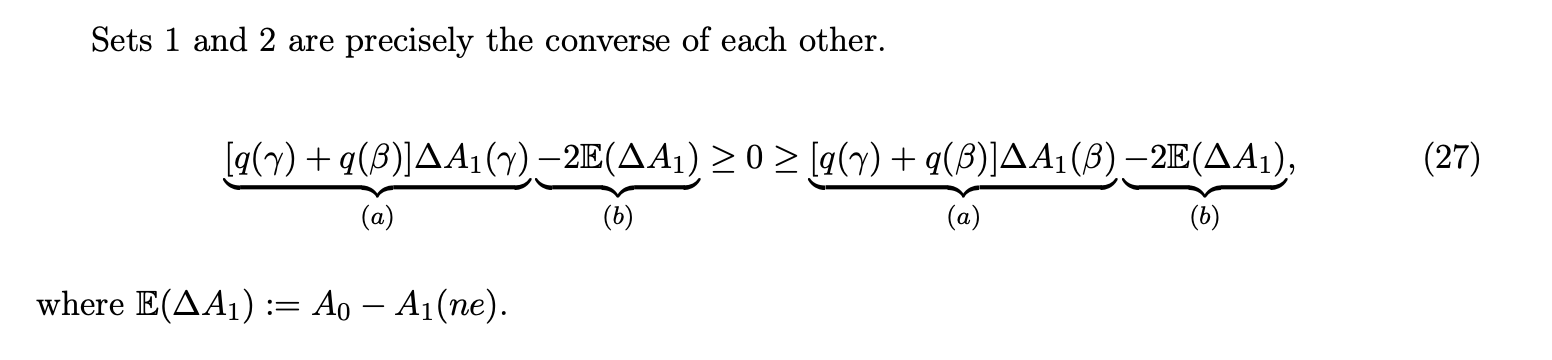 Sets 1 and 2 are precisely the converse of each other.
[q(γ) + q(β)]ΔA₁(γ) −2𝔼(ΔA₁) ≥ 0 ≥ [q(γ) + q(β)]ΔA₁(β) −2𝔼(ΔA₁), (27)
(a) (b) (a) (b)
where 𝔼(ΔA₁) := A₀ − A₁(ne).